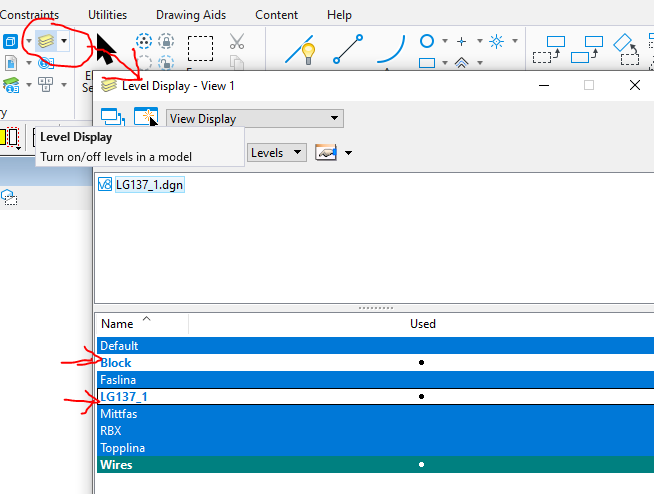 Constraints Utilities Drawing Aids Content Help
Level Display - View 1
View Display
Level Display
Turn on/off levels in a model
Levels
V8 LG137_1.dgn
Name Used
Default
Block
Faslina
LG137_1
Mittfas
RBX
Topplina
Wires